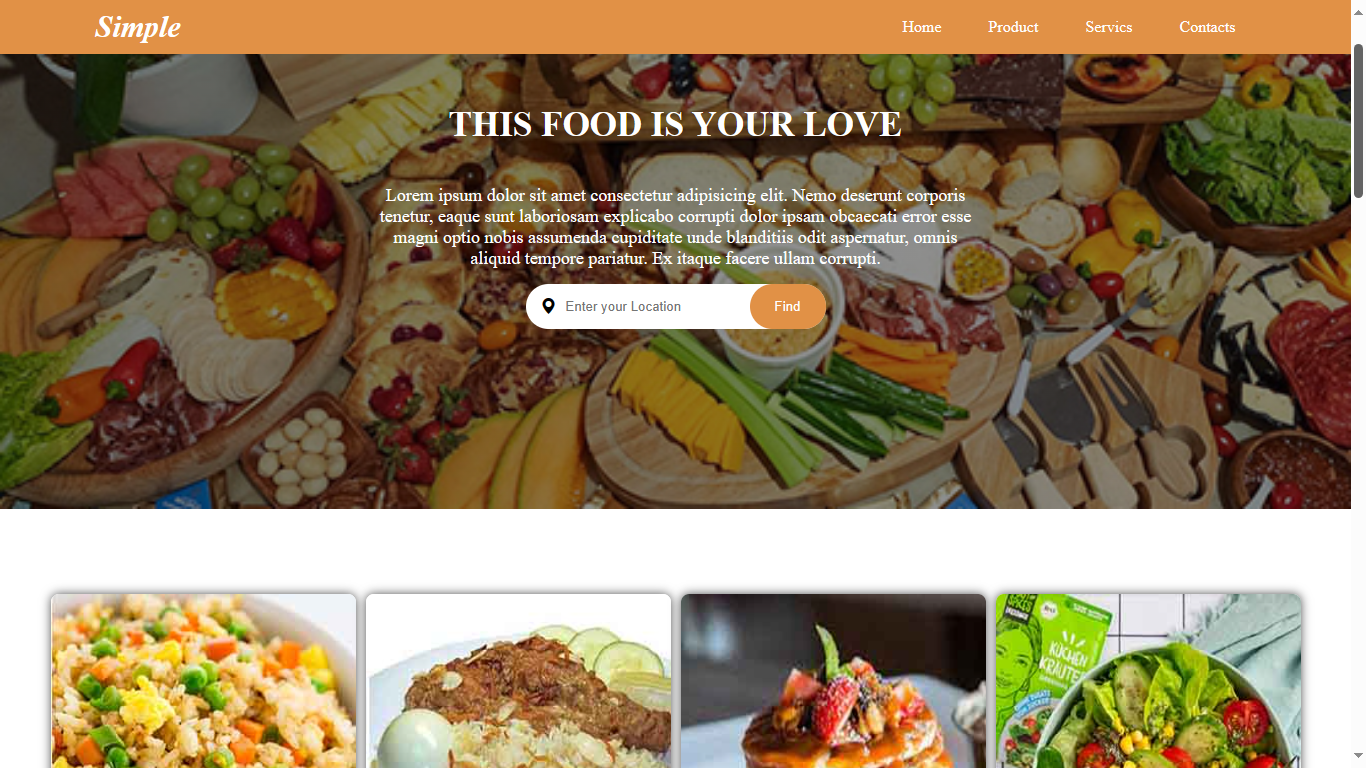 Simple
Home Product Servics Contacts
THIS FOOD IS YOUR LOVE
Lorem ipsum dolor sit amet consectetur adipisicing elit. Nemo deserunt corporis
tenetur, eaque sunt laboriosam explicabo corrupti dolor ipsam obcaecati error esse
magni optio nobis assumenda cupiditate unde blanditiis odit aspernatur, omnis
aliquid tempore pariatur. Ex itaque facere ullam corrupti.
Enter your Location
Find
KÜCHEN
KRÄUTER